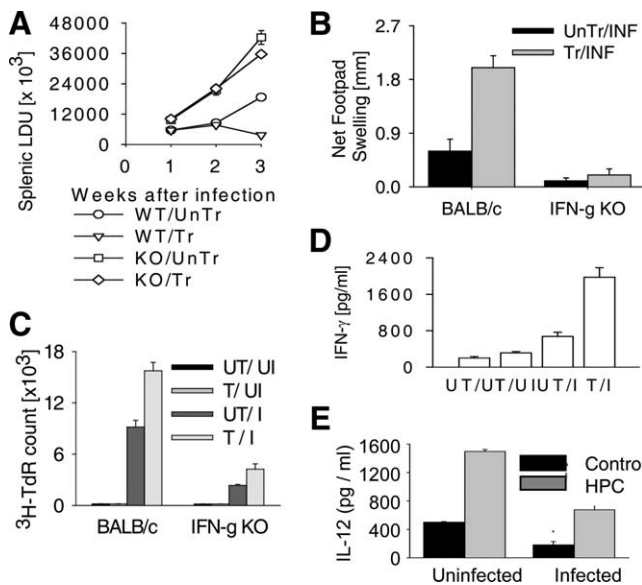 A
Splenic LDU [x 10³]
48000
36000
24000
12000
0
0 1 2 3
Weeks after infection
WT/UnTr
WT/Tr
KO/UnTr
KO/Tr
B
Net Footpad
Swelling [mm]
2.7
1.8
0.9
0.0
UnTr/INF
Tr/INF
BALB/c IFN-g KO
C
³H-TdR count [x10³]
18
12
6
0
UT/ UI
T/ UI
UT/ I
T / I
BALB/c IFN-g KO
D
IFN-γ [pg/ml]
2400
1600
800
0
U T/UT/U IU T/I T/I
E
IL-12 (pg / ml)
1600
1200
800
400
0
Contro
HPC
Uninfected Infected